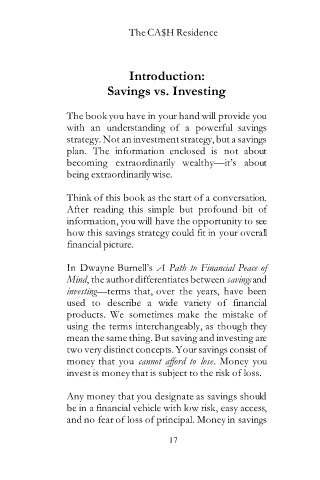 The CA$H Residence
Introduction:
Savings vs. Investing
The book you have in your hand will provide you
with an understanding of a powerful savings
strategy. Not an investment strategy, but a savings
plan. The information enclosed is not about
becoming extraordinarily wealthy—it's about
being extraordinarily wise.
Think of this book as the start of a conversation.
After reading this simple but profound bit of
information, you will have the opportunity to see
how this savings strategy could fit in your overall
financial picture.
In Dwayne Burnell's A Path to Financial Peace of
Mind, the author differentiates between savings and
investing—terms that, over the years, have been
used to describe a wide variety of financial
products. We sometimes make the mistake of
using the terms interchangeably, as though they
mean the same thing. But saving and investing are
two very distinct concepts. Your savings consist of
money that you cannot afford to lose. Money you
invest is money that is subject to the risk of loss.
Any money that you designate as savings should
be in a financial vehicle with low risk, easy access,
and no fear of loss of principal. Money in savings
17